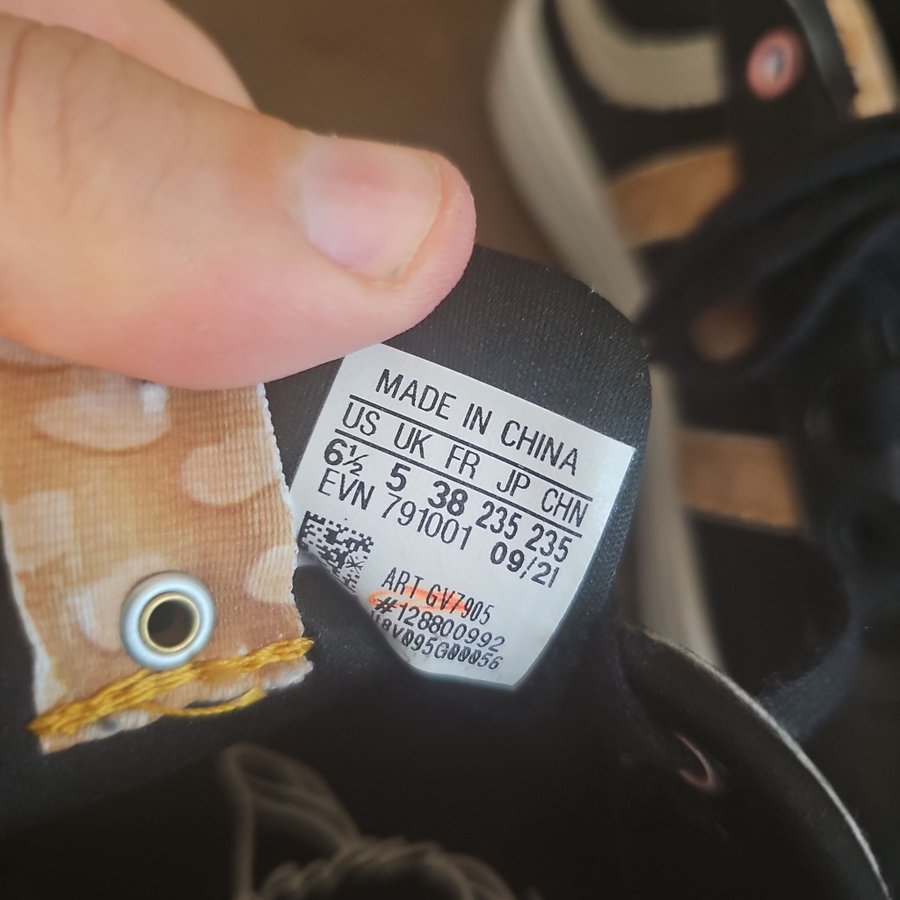 MADE IN CHINA
US UK FR JP CHN
6½ 5 38 235 235
EVN 791001 09/21
ART GV7905
#128800992